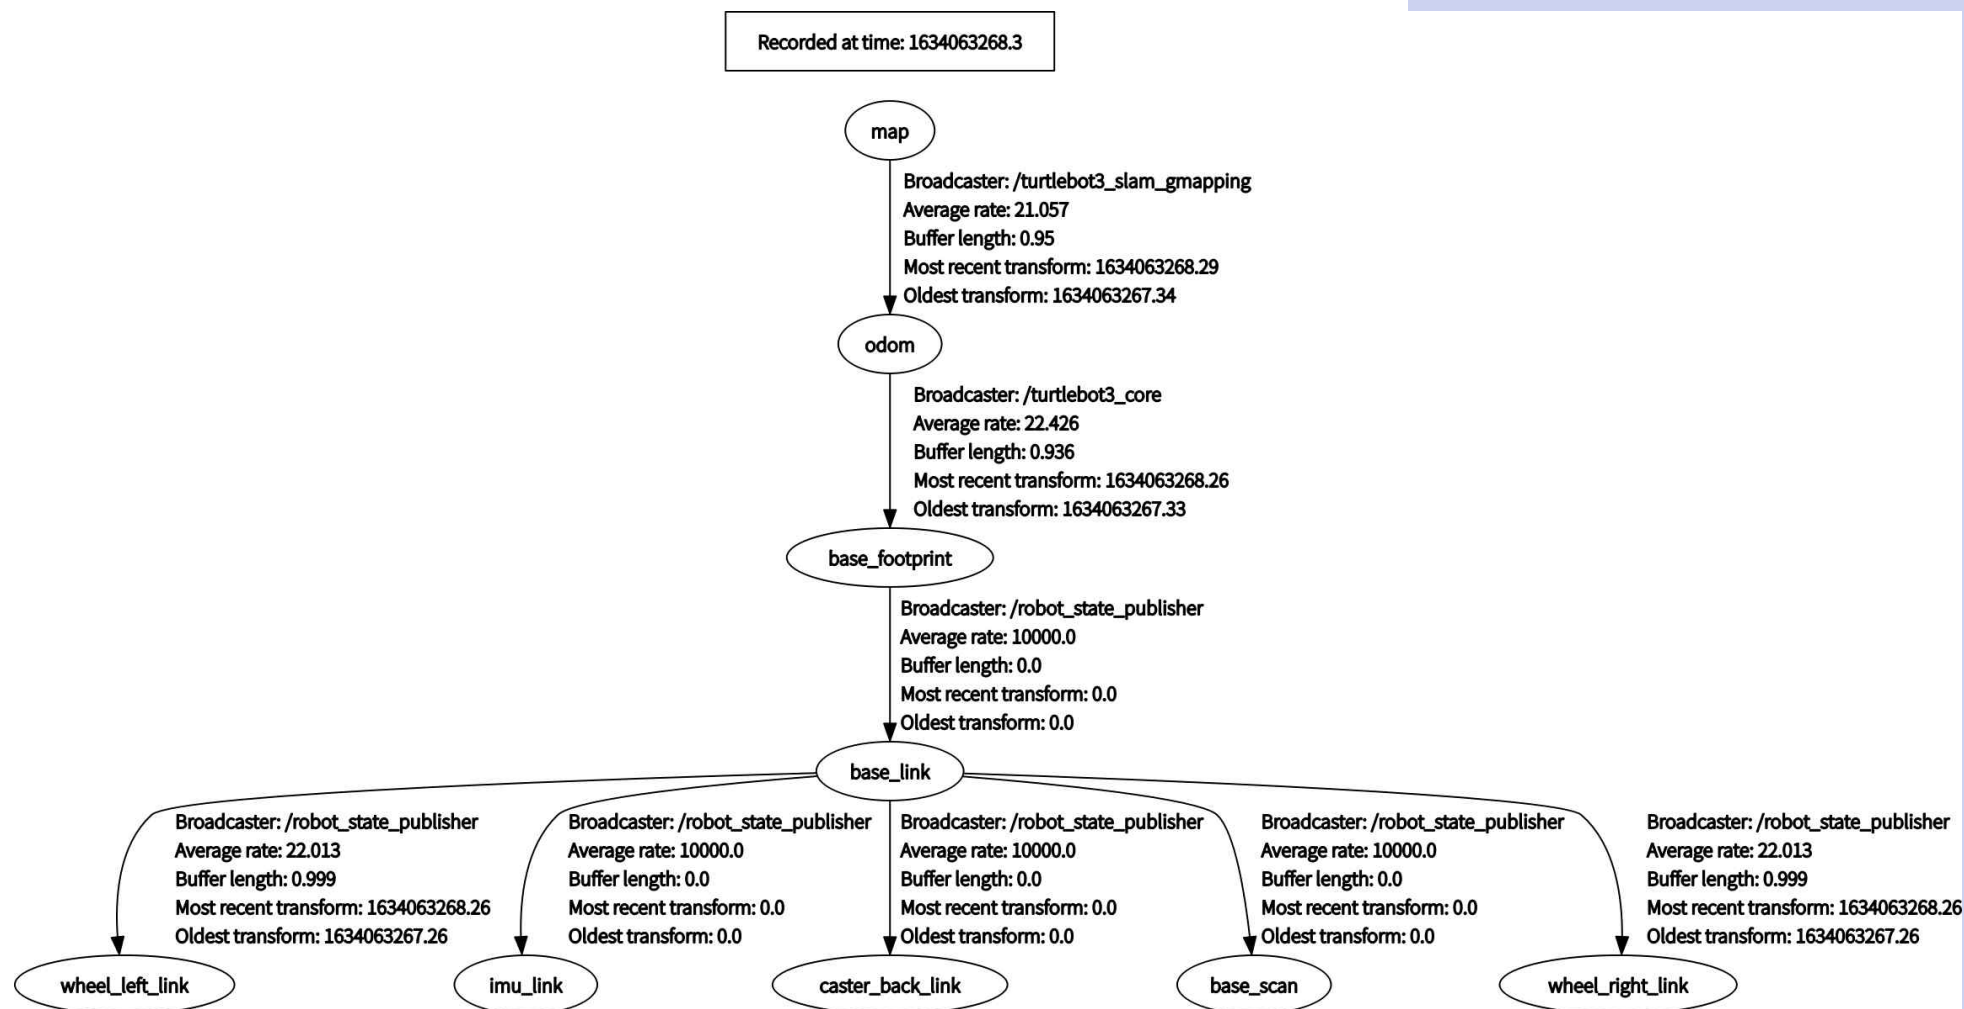 Recorded at time: 1634063268.3
map
Broadcaster: /turtlebot3_slam_gmapping
Average rate: 21.057
Buffer length: 0.95
Most recent transform: 1634063268.29
Oldest transform: 1634063267.34
odom
Broadcaster: /turtlebot3_core
Average rate: 22.426
Buffer length: 0.936
Most recent transform: 1634063268.26
Oldest transform: 1634063267.33
base_footprint
Broadcaster: /robot_state_publisher
Average rate: 10000.0
Buffer length: 0.0
Most recent transform: 0.0
Oldest transform: 0.0
base_link
Broadcaster: /robot_state_publisher
Average rate: 22.013
Buffer length: 0.999
Most recent transform: 1634063268.26
Oldest transform: 1634063267.26
Broadcaster: /robot_state_publisher
Average rate: 10000.0
Buffer length: 0.0
Most recent transform: 0.0
Oldest transform: 0.0
Broadcaster: /robot_state_publisher
Average rate: 10000.0
Buffer length: 0.0
Most recent transform: 0.0
Oldest transform: 0.0
Broadcaster: /robot_state_publisher
Average rate: 10000.0
Buffer length: 0.0
Most recent transform: 0.0
Oldest transform: 0.0
Broadcaster: /robot_state_publisher
Average rate: 22.013
Buffer length: 0.999
Most recent transform: 1634063268.26
Oldest transform: 1634063267.26
wheel_left_link
imu_link
caster_back_link
base_scan
wheel_right_link